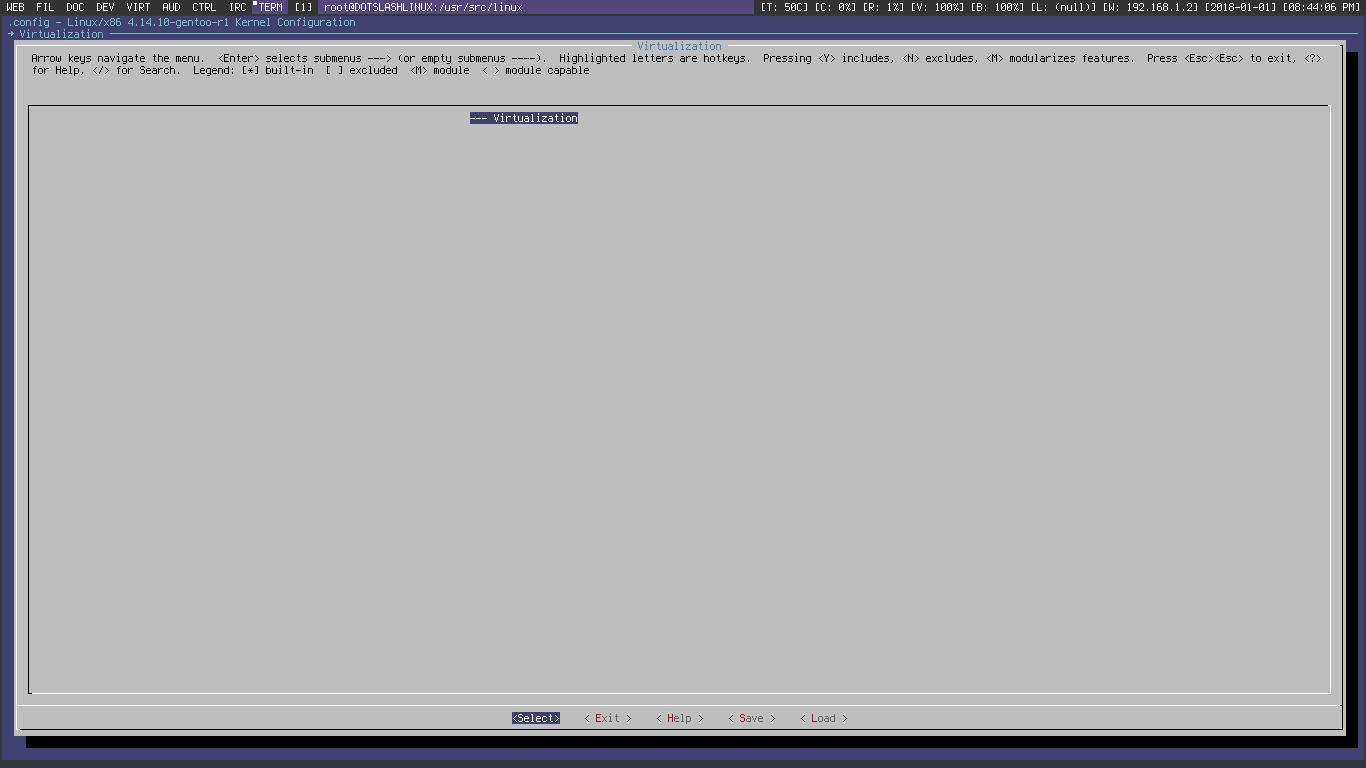 WEB FIL DOC DEV VIRT AUD CTRL IRC TERM [1] root@DOTSLASHLINUX:/usr/src/linux [T: 50C] [C: 0%] [R: 1%] [V: 100%] [B: 100%] [L: (null)] [W: 192.168.1.2] [2018-01-01] [08:44:06 PM]
.config - Linux/x86 4.14.10-gentoo-r1 Kernel Configuration
→ Virtualization
Virtualization
Arrow keys navigate the menu. <Enter> selects submenus ---> (or empty submenus ----). Highlighted letters are hotkeys. Pressing <Y> includes, <N> excludes, <M> modularizes features. Press <Esc><Esc> to exit, <?>
for Help, </> for Search. Legend: [*] built-in [ ] excluded <M> module < > module capable
--- Virtualization
<Select> < Exit > < Help > < Save > < Load >